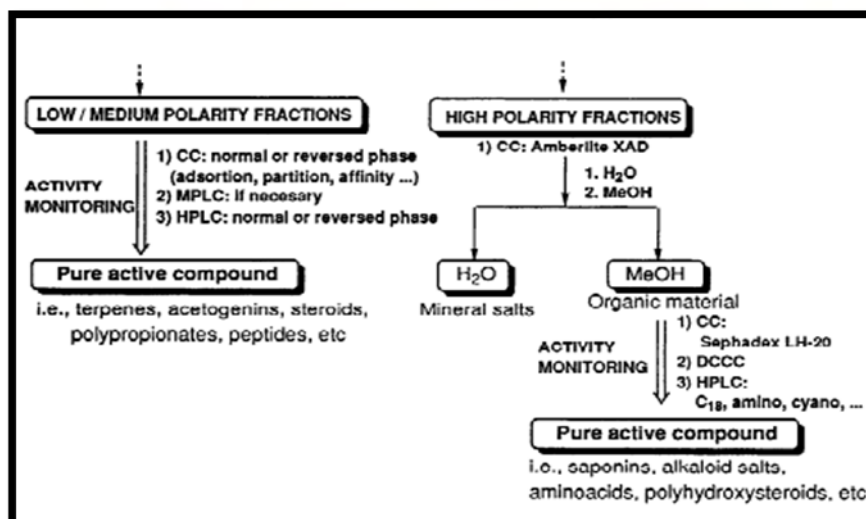 LOW / MEDIUM POLARITY FRACTIONS
1) CC: normal or reversed phase
(adsortion, partition, affinity ...)
2) MPLC: if necesary
3) HPLC: normal or reversed phase
ACTIVITY
MONITORING
Pure active compound
i.e., terpenes, acetogenins, steroids,
polypropionates, peptides, etc
HIGH POLARITY FRACTIONS
1) CC: Amberlite XAD
1. H₂O
2. MeOH
H₂O
Mineral salts
MeOH
Organic material
1) CC:
Sephadex LH-20
2) DCCC
3) HPLC:
C₁₈, amino, cyano, ...
ACTIVITY
MONITORING
Pure active compound
i.e., saponins, alkaloid salts,
aminoacids, polyhydroxysteroids, etc